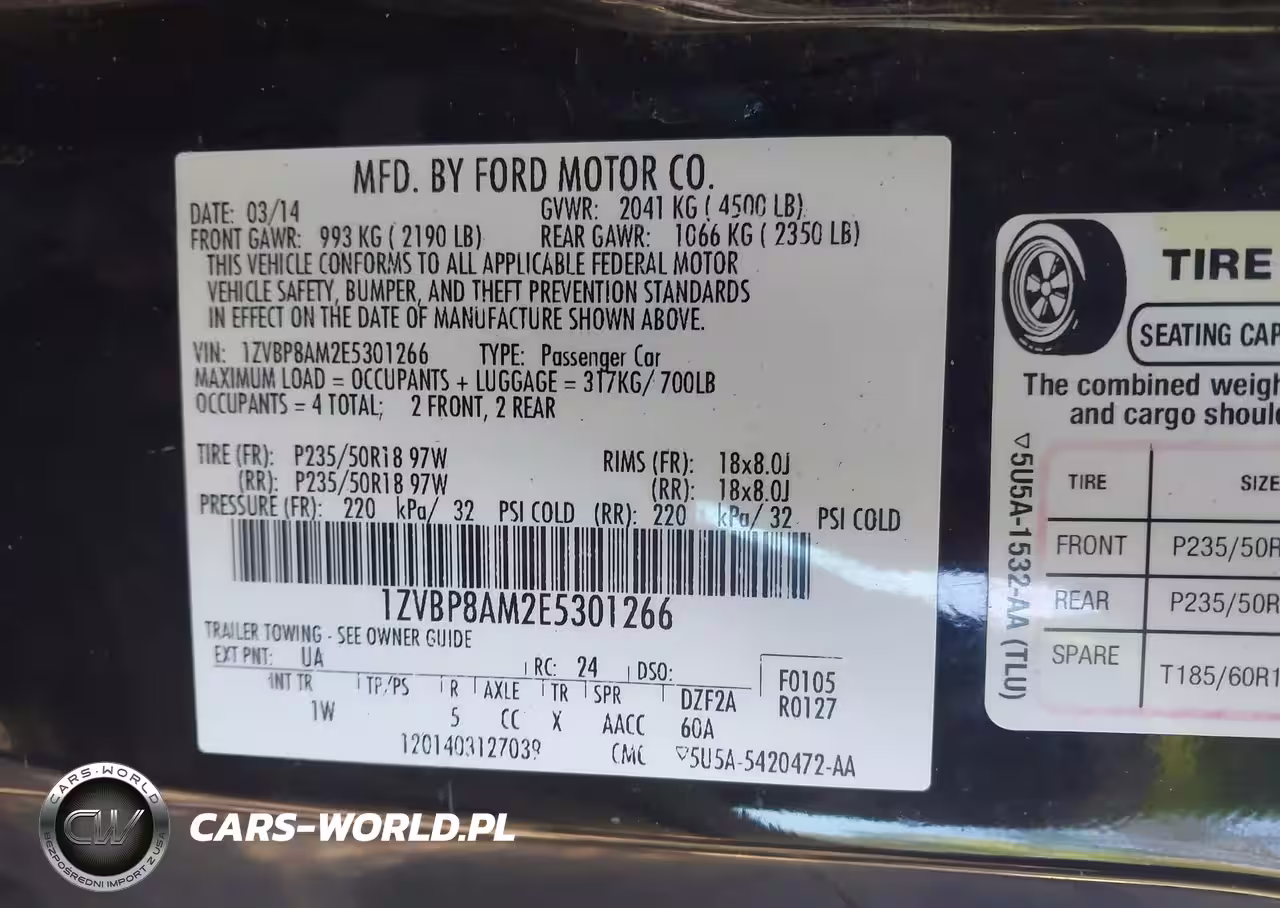 MFD. BY FORD MOTOR CO.
DATE: 03/14 GVWR: 2041 KG ( 4500 LB)
FRONT GAWR: 993 KG ( 2190 LB) REAR GAWR: 1066 KG ( 2350 LB)
THIS VEHICLE CONFORMS TO ALL APPLICABLE FEDERAL MOTOR
VEHICLE SAFETY, BUMPER, AND THEFT PREVENTION STANDARDS
IN EFFECT ON THE DATE OF MANUFACTURE SHOWN ABOVE.
VIN: 1ZVBP8AM2E5301266 TYPE: Passenger Car
MAXIMUM LOAD = OCCUPANTS + LUGGAGE = 317KG/ 700LB
OCCUPANTS = 4 TOTAL; 2 FRONT, 2 REAR
TIRE (FR): P235/50R18 97W RIMS (FR): 18x8.0J
(RR): P235/50R18 97W (RR): 18x8.0J
PRESSURE (FR): 220 kPa/ 32 PSI COLD (RR): 220 kPa/ 32 PSI COLD
1ZVBP8AM2E5301266
TRAILER TOWING - SEE OWNER GUIDE
EXT PNT: UA RC: 24 DSO:
INT TR TP/PS R AXLE TR SPR DZF2A F0105
1W 5 CC X AACC 60A R0127
1201403127039 CMC ▽5U5A-5420472-AA
TIRE
SEATING CAP
The combined weigh
and cargo shoul
▽5U5A-1532-AA (TLU)
TIRE SIZE
FRONT P235/50R
REAR P235/50R
SPARE T185/60R1
CARS-WORLD
CW
BEZPOŚREDNI IMPORT Z USA
CARS-WORLD.PL